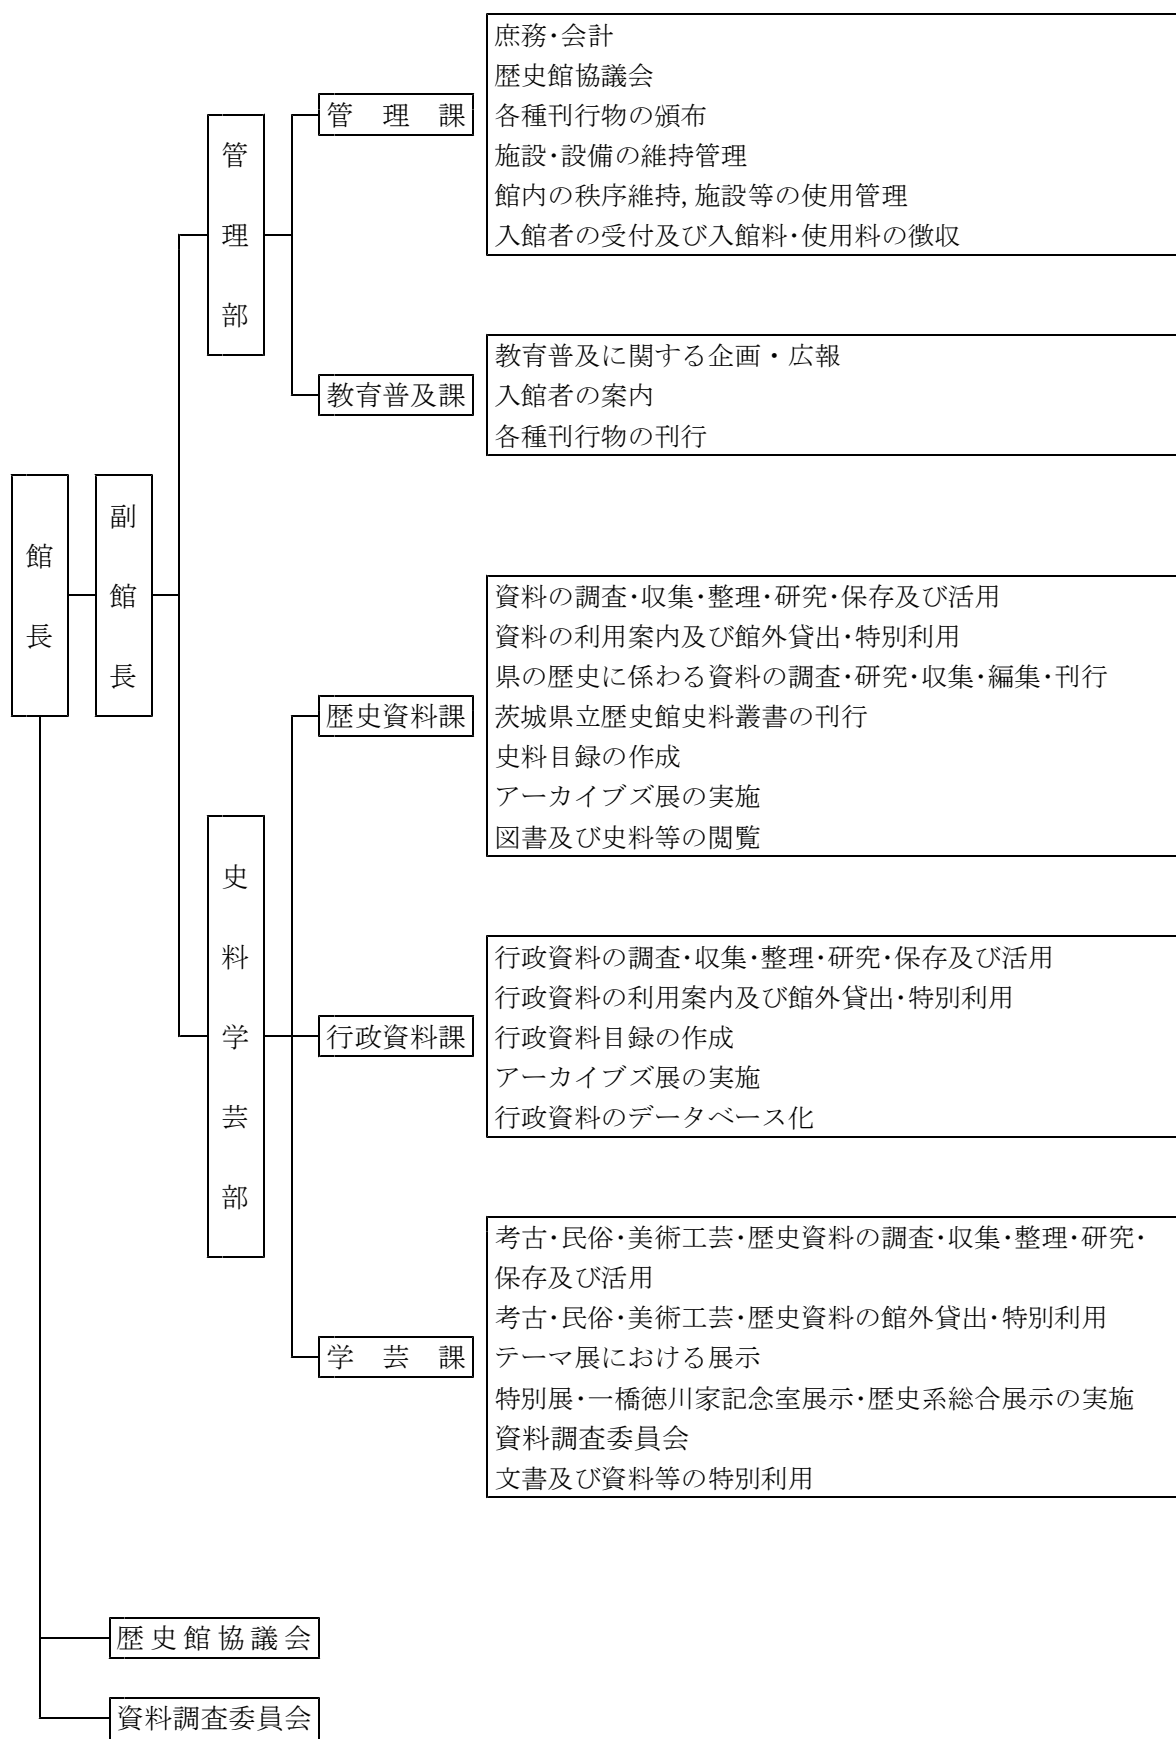 館長
副館長
管理部
管理課
庶務・会計
歴史館協議会
各種刊行物の頒布
施設・設備の維持管理
館内の秩序維持,施設等の使用管理
入館者の受付及び入館料・使用料の徴収
教育普及課
教育普及に関する企画・広報
入館者の案内
各種刊行物の刊行
史料学芸部
歴史資料課
資料の調査・収集・整理・研究・保存及び活用
資料の利用案内及び館外貸出・特別利用
県の歴史に係わる資料の調査・研究・収集・編集・刊行
茨城県立歴史館史料叢書の刊行
史料目録の作成
アーカイブズ展の実施
図書及び史料等の閲覧
行政資料課
行政資料の調査・収集・整理・研究・保存及び活用
行政資料の利用案内及び館外貸出・特別利用
行政資料目録の作成
アーカイブズ展の実施
行政資料のデータベース化
学芸課
考古・民俗・美術工芸・歴史資料の調査・収集・整理・研究・
保存及び活用
考古・民俗・美術工芸・歴史資料の館外貸出・特別利用
テーマ展における展示
特別展・一橋徳川家記念室展示・歴史系総合展示の実施
資料調査委員会
文書及び資料等の特別利用
歴史館協議会
資料調査委員会